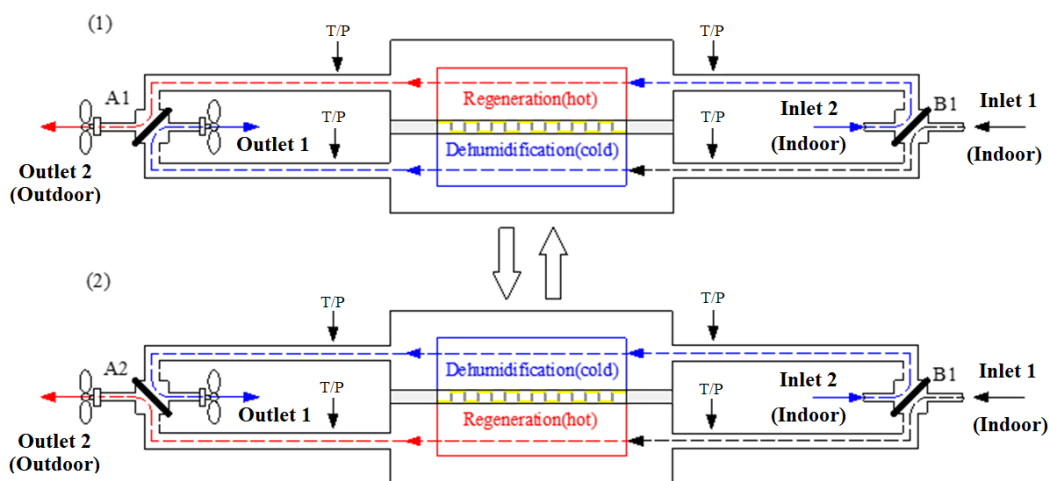 (1)
T/P
T/P
A1
Regeneration(hot)
B1
Inlet 2
Inlet 1
T/P
T/P
Outlet 1
Dehumidification(cold)
(Indoor)
(Indoor)
Outlet 2
(Outdoor)
(2)
T/P
T/P
A2
Dehumidification(cold)
B1
Inlet 2
Inlet 1
T/P
T/P
Outlet 1
Regeneration(hot)
(Indoor)
(Indoor)
Outlet 2
(Outdoor)